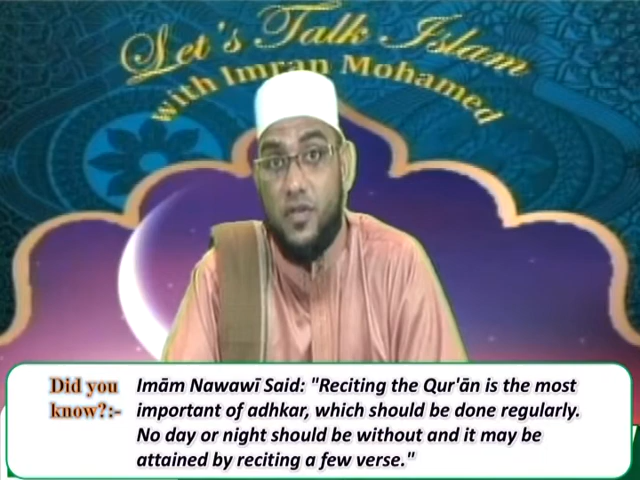 Let's Talk Islam
with Imran Mohamed
Did you
know?:-
Imām Nawawī Said: "Reciting the Qur'ān is the most
important of adhkar, which should be done regularly.
No day or night should be without and it may be
attained by reciting a few verse."